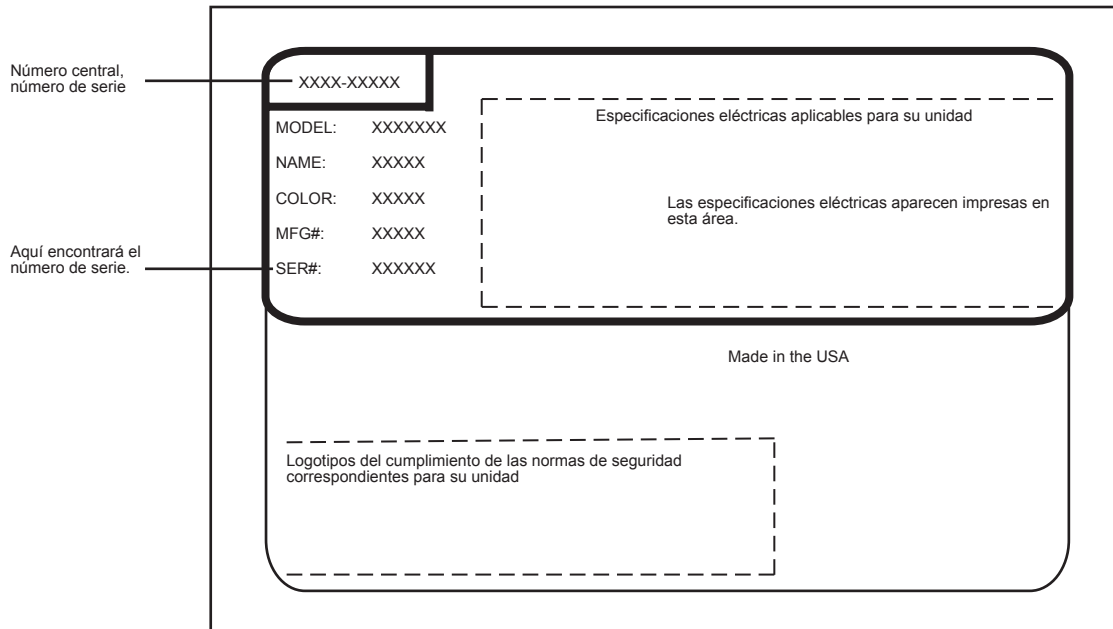 Número central,
número de serie
XXXX-XXXXX
MODEL: XXXXXXX
NAME: XXXXX
COLOR: XXXXX
MFG#: XXXXX
Aquí encontrará el
número de serie.
SER#: XXXXXX
Especificaciones eléctricas aplicables para su unidad
Las especificaciones eléctricas aparecen impresas en
esta área.
Made in the USA
Logotipos del cumplimiento de las normas de seguridad
correspondientes para su unidad